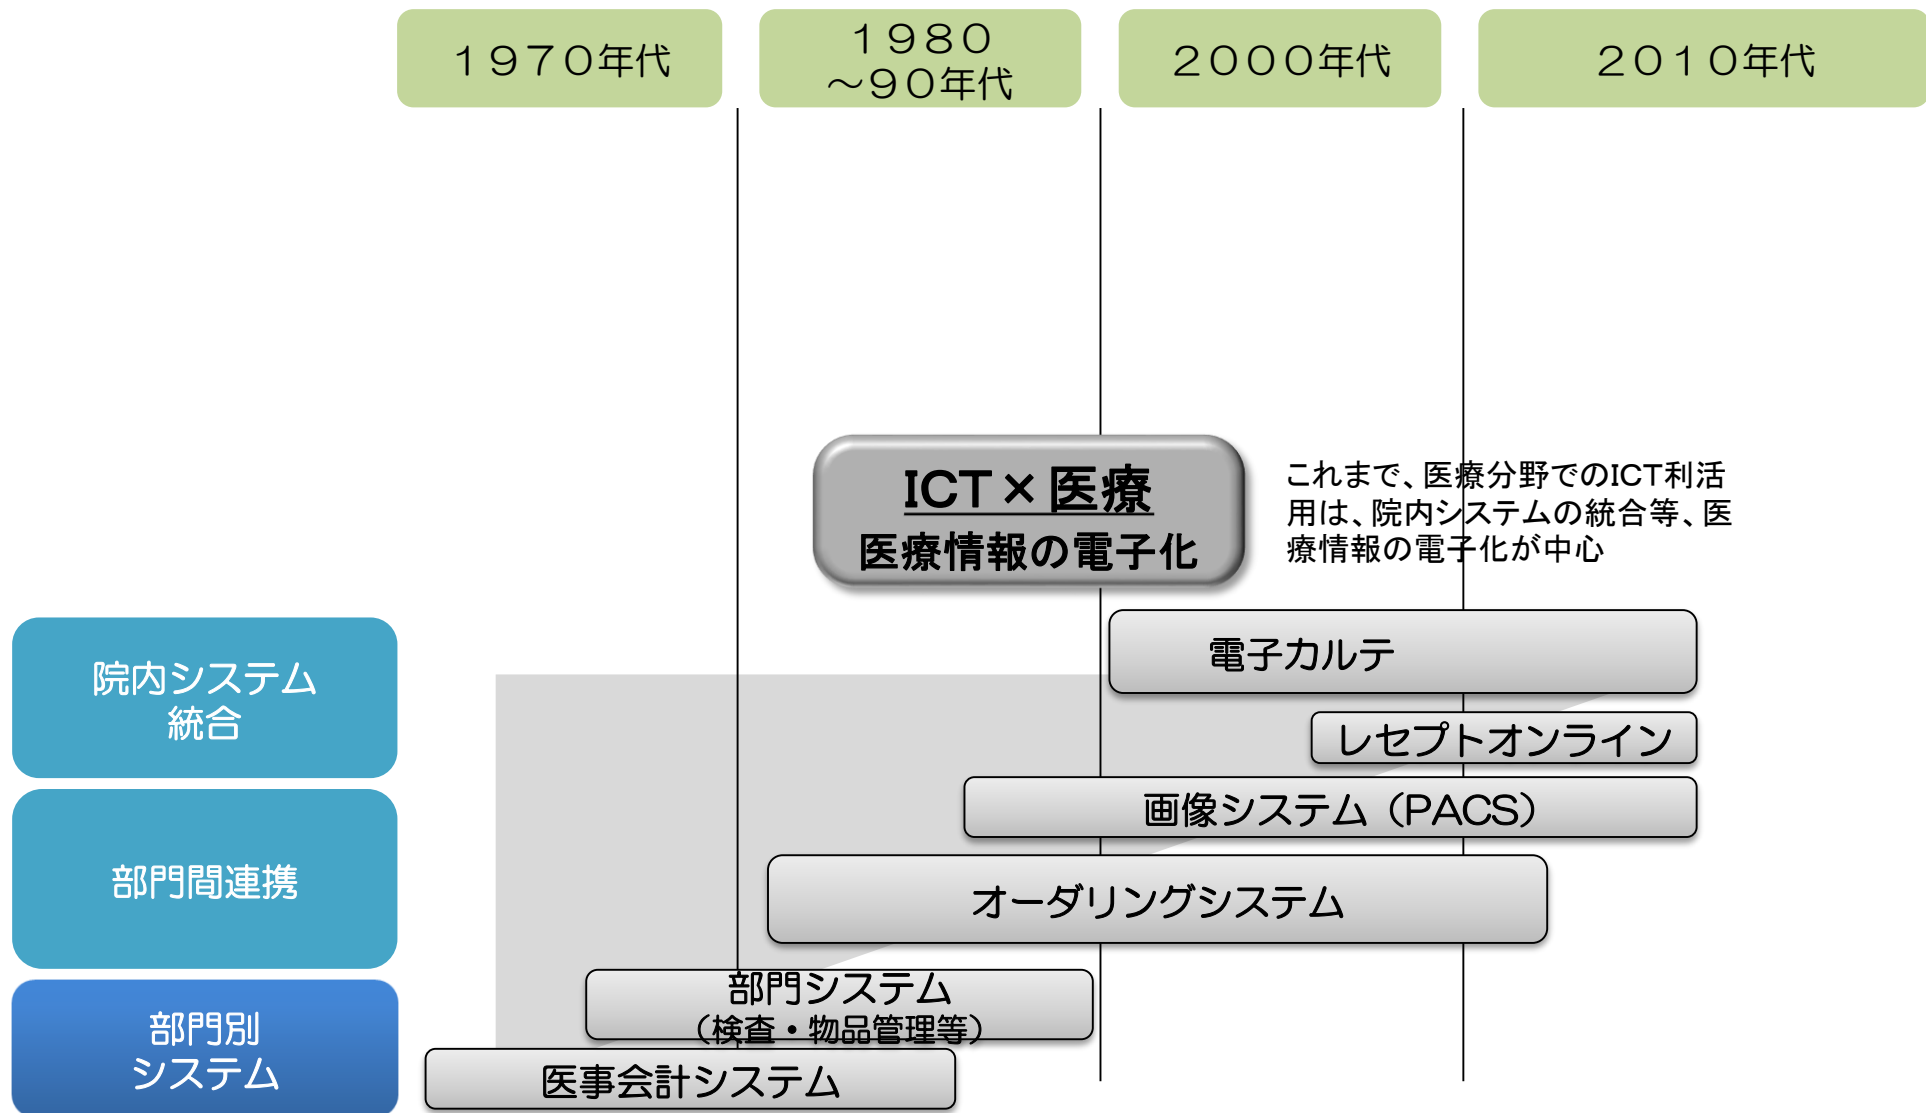 1970年代
1980
～90年代
2000年代
2010年代
ICT×医療
医療情報の電子化
これまで、医療分野でのICT利活
用は、院内システムの統合等、医
療情報の電子化が中心
院内システム
統合
電子カルテ
レセプトオンライン
画像システム（PACS）
部門間連携
オーダリングシステム
部門システム
（検査・物品管理等）
部門別
システム
医事会計システム